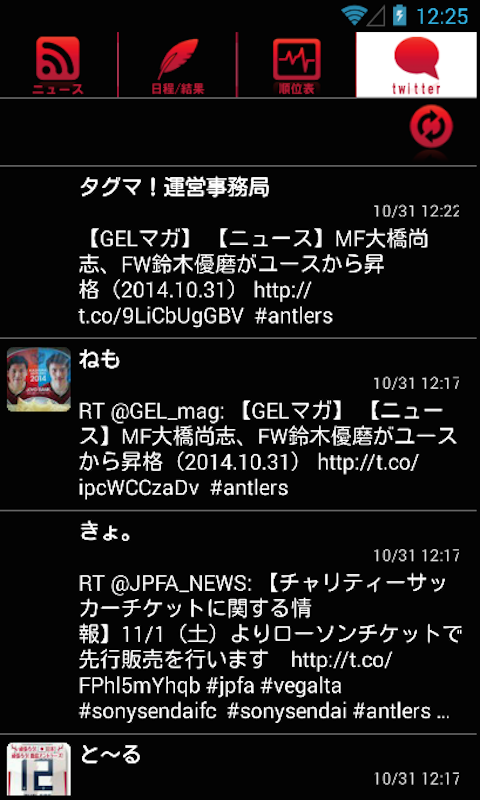 12:25
ニュース
日程/結果
順位表
twitter
タグマ！運営事務局
10/31 12:22
【GELマガ】 【ニュース】MF大橋尚
志、FW鈴木優磨がユースから昇
格（2014.10.31） http://
t.co/9LiCbUgGBV #antlers
ねも
10/31 12:17
RT @GEL_mag: 【GELマガ】 【ニュー
ス】MF大橋尚志、FW鈴木優磨がユース
から昇格（2014.10.31） http://t.co/
ipcWCCzaDv #antlers
きょ。
10/31 12:17
RT @JPFA_NEWS: 【チャリティーサッ
カーチケットに関する情
報】11/1（土）よりローソンチケットで
先行販売を行います　http://t.co/
FPhl5mYhqb #jpfa #vegalta
#sonysendaifc #sonysendai #antlers ...
と〜る
10/31 12:17
12